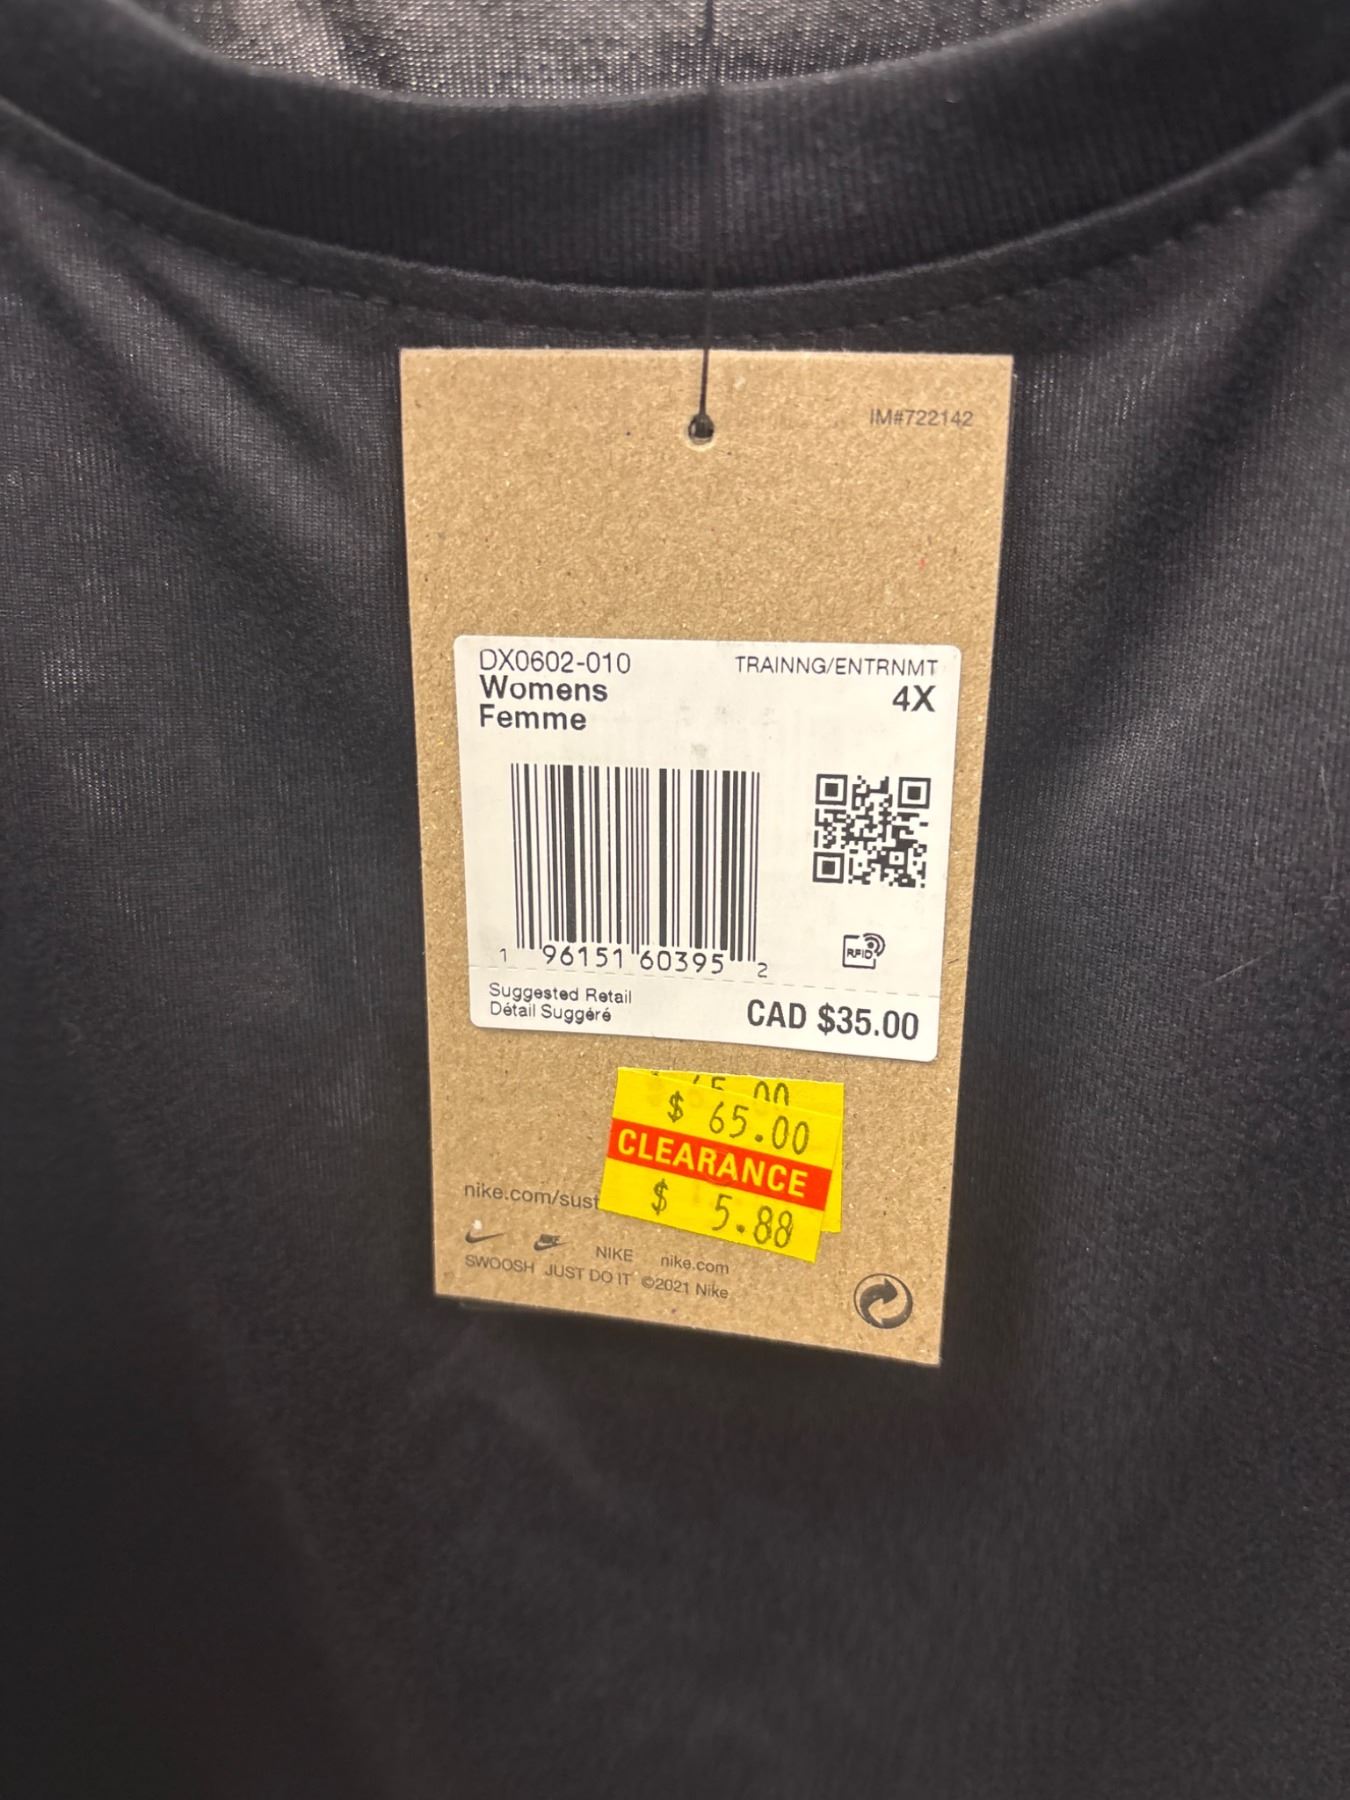 IM#722142
DX0602-010 TRAINNG/ENTRNMT
Womens 4X
Femme
RFID
1 96151 60395 2
Suggested Retail
Détail Suggéré CAD $35.00
$ 65.00
CLEARANCE
$ 5.88
nike.com/sust
NIKE nike.com
SWOOSH JUST DO IT ©2021 Nike